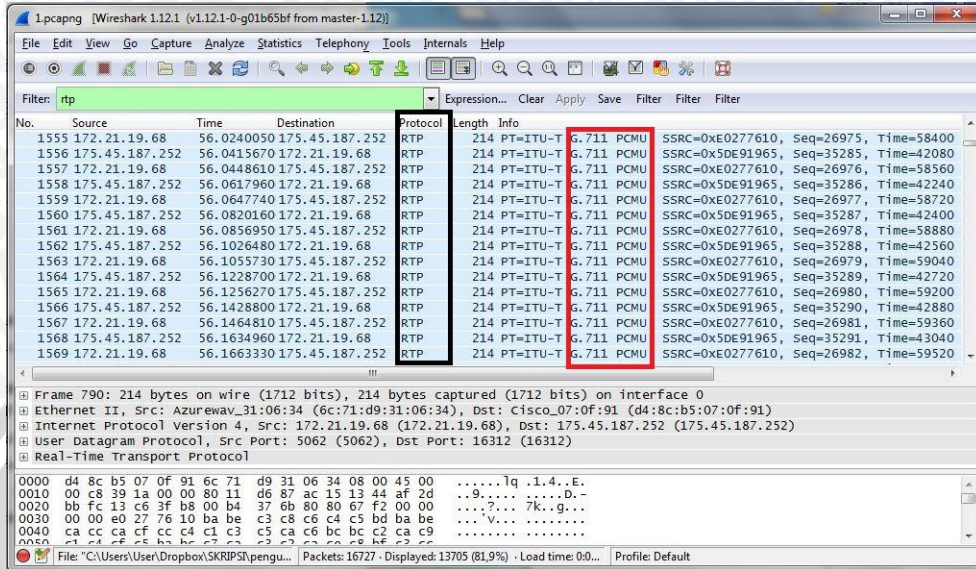 1.pcapng [Wireshark 1.12.1 (v1.12.1-0-g01b65bf from master-1.12)]
File Edit View Go Capture Analyze Statistics Telephony Tools Internals Help
Filter: rtp Expression... Clear Apply Save Filter Filter Filter
No. Source Time Destination Protocol Length Info
1555 172.21.19.68 56.0240050 175.45.187.252 RTP 214 PT=ITU-T G.711 PCMU SSRC=0xE0277610, Seq=26975, Time=58400
1556 175.45.187.252 56.0415670 172.21.19.68 RTP 214 PT=ITU-T G.711 PCMU SSRC=0x5DE91965, Seq=35285, Time=42080
1557 172.21.19.68 56.0448610 175.45.187.252 RTP 214 PT=ITU-T G.711 PCMU SSRC=0xE0277610, Seq=26976, Time=58560
1558 175.45.187.252 56.0617960 172.21.19.68 RTP 214 PT=ITU-T G.711 PCMU SSRC=0x5DE91965, Seq=35286, Time=42240
1559 172.21.19.68 56.0647740 175.45.187.252 RTP 214 PT=ITU-T G.711 PCMU SSRC=0xE0277610, Seq=26977, Time=58720
1560 175.45.187.252 56.0820160 172.21.19.68 RTP 214 PT=ITU-T G.711 PCMU SSRC=0x5DE91965, Seq=35287, Time=42400
1561 172.21.19.68 56.0856950 175.45.187.252 RTP 214 PT=ITU-T G.711 PCMU SSRC=0xE0277610, Seq=26978, Time=58880
1562 175.45.187.252 56.1026480 172.21.19.68 RTP 214 PT=ITU-T G.711 PCMU SSRC=0x5DE91965, Seq=35288, Time=42560
1563 172.21.19.68 56.1055730 175.45.187.252 RTP 214 PT=ITU-T G.711 PCMU SSRC=0xE0277610, Seq=26979, Time=59040
1564 175.45.187.252 56.1228700 172.21.19.68 RTP 214 PT=ITU-T G.711 PCMU SSRC=0x5DE91965, Seq=35289, Time=42720
1565 172.21.19.68 56.1256270 175.45.187.252 RTP 214 PT=ITU-T G.711 PCMU SSRC=0xE0277610, Seq=26980, Time=59200
1566 175.45.187.252 56.1428800 172.21.19.68 RTP 214 PT=ITU-T G.711 PCMU SSRC=0x5DE91965, Seq=35290, Time=42880
1567 172.21.19.68 56.1464810 175.45.187.252 RTP 214 PT=ITU-T G.711 PCMU SSRC=0xE0277610, Seq=26981, Time=59360
1568 175.45.187.252 56.1634960 172.21.19.68 RTP 214 PT=ITU-T G.711 PCMU SSRC=0x5DE91965, Seq=35291, Time=43040
1569 172.21.19.68 56.1663330 175.45.187.252 RTP 214 PT=ITU-T G.711 PCMU SSRC=0xE0277610, Seq=26982, Time=59520
Frame 790: 214 bytes on wire (1712 bits), 214 bytes captured (1712 bits) on interface 0
Ethernet II, Src: Azurewav_31:06:34 (6c:71:d9:31:06:34), Dst: Cisco_07:0f:91 (d4:8c:b5:07:0f:91)
Internet Protocol Version 4, Src: 172.21.19.68 (172.21.19.68), Dst: 175.45.187.252 (175.45.187.252)
User Datagram Protocol, Src Port: 5062 (5062), Dst Port: 16312 (16312)
Real-Time Transport Protocol
0000 d4 8c b5 07 0f 91 6c 71 d9 31 06 34 08 00 45 00 ......lq .1.4..E.
0010 00 c8 39 1a 00 00 80 11 d6 87 ac 15 13 44 af 2d ..9..... .....D.-
0020 bb fc 13 c6 3f b8 00 b4 37 6b 80 80 67 f2 00 00 ....?... 7k..g...
0030 00 00 e0 27 76 10 ba be c3 c8 c6 c4 c5 bd ba be ...'v... ........
0040 ca cc ca cf cc c4 c1 c3 c5 ca c6 bc bc c2 ca c9 ........ ........
File: "C:\Users\User\Dropbox\SKRIPSI\pengu... Packets: 16727 · Displayed: 13705 (81,9%) · Load time: 0:0... Profile: Default